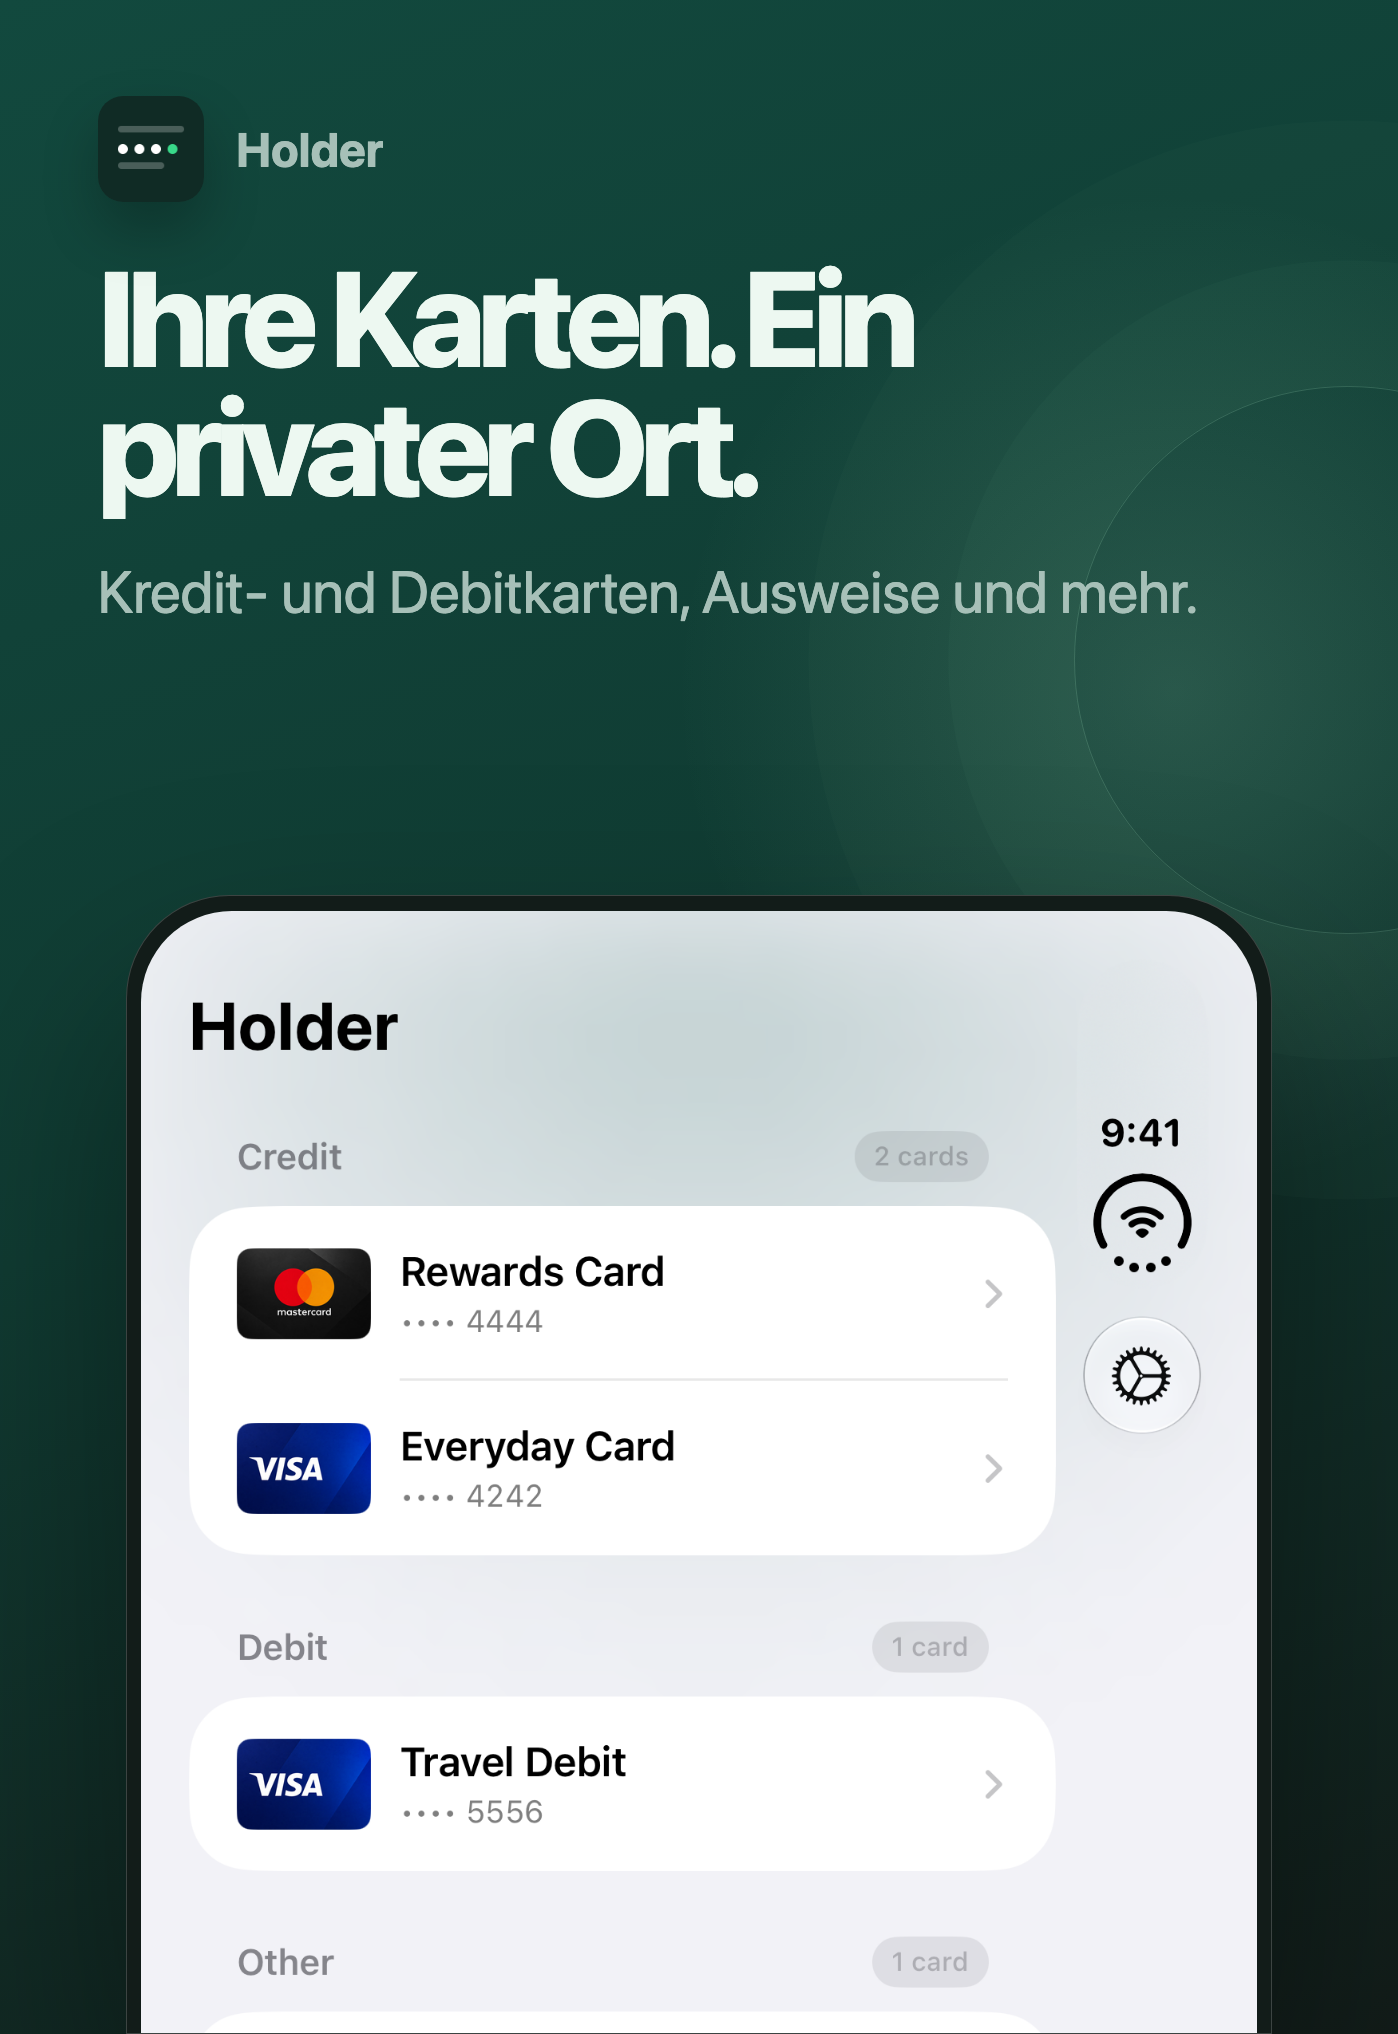 Holder
Ihre Karten. Ein
privater Ort.
Kredit- und Debitkarten, Ausweise und mehr.
Holder
9:41
Credit
2 cards
mastercard
Rewards Card
•••• 4444
VISA
Everyday Card
•••• 4242
Debit
1 card
VISA
Travel Debit
•••• 5556
Other
1 card